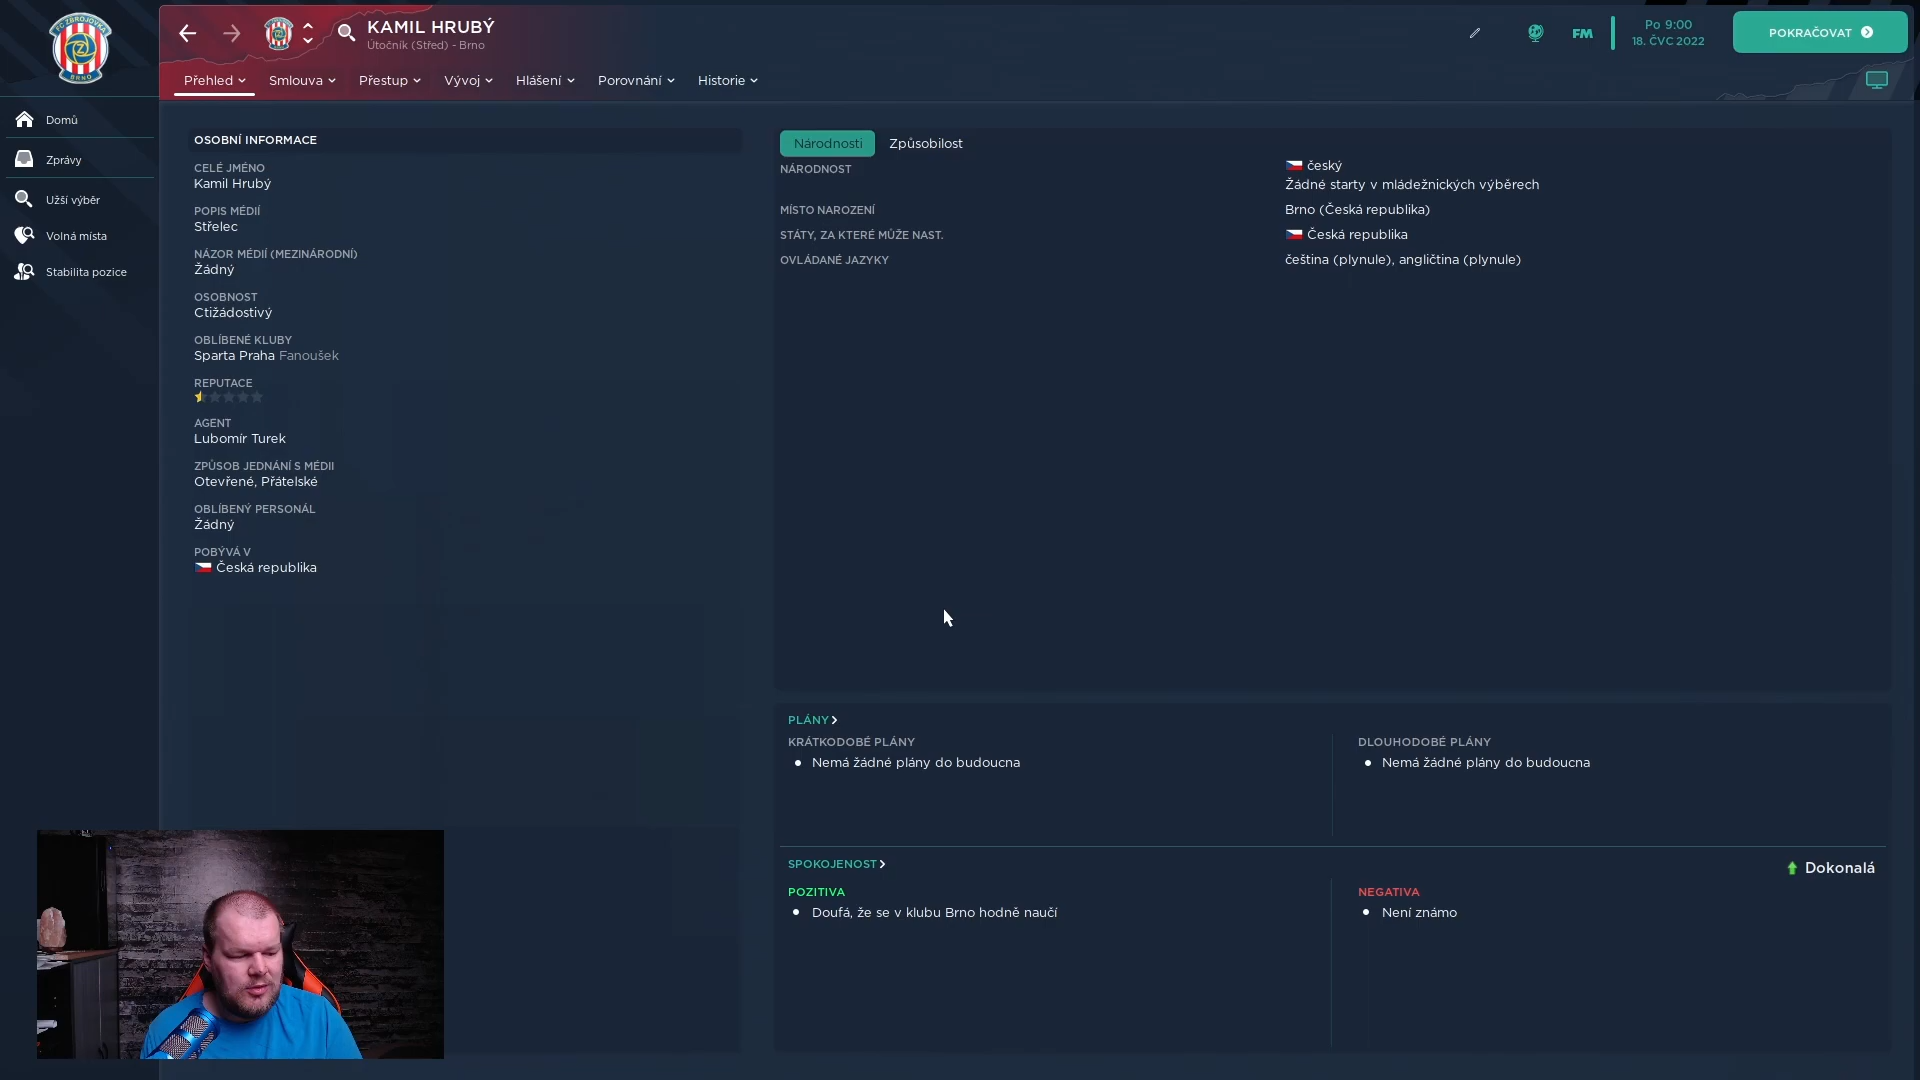 FC ZBROJOVKA
BRNO
KAMIL HRUBÝ
Útočník (Střed) - Brno
FM
Po 9:00
18. ČVC 2022
POKRAČOVAT
Přehled
Smlouva
Přestup
Vývoj
Hlášení
Porovnání
Historie
Domů
Zprávy
Užší výběr
Volná místa
Stabilita pozice
OSOBNÍ INFORMACE
CELÉ JMÉNO
Kamil Hrubý
POPIS MÉDIÍ
Střelec
NÁZOR MÉDIÍ (MEZINÁRODNÍ)
Žádný
OSOBNOST
Ctižádostivý
OBLÍBENÉ KLUBY
Sparta Praha Fanoušek
REPUTACE
AGENT
Lubomír Turek
ZPŮSOB JEDNÁNÍ S MÉDII
Otevřené, Přátelské
OBLÍBENÝ PERSONÁL
Žádný
POBÝVÁ V
Česká republika
Národnosti
Způsobilost
NÁRODNOST
český
Žádné starty v mládežnických výběrech
MÍSTO NAROZENÍ
Brno (Česká republika)
STÁTY, ZA KTERÉ MŮŽE NAST.
Česká republika
OVLÁDANÉ JAZYKY
čeština (plynule), angličtina (plynule)
PLÁNY
KRÁTKODOBÉ PLÁNY
Nemá žádné plány do budoucna
DLOUHODOBÉ PLÁNY
Nemá žádné plány do budoucna
SPOKOJENOST
Dokonalá
POZITIVA
Doufá, že se v klubu Brno hodně naučí
NEGATIVA
Není známo